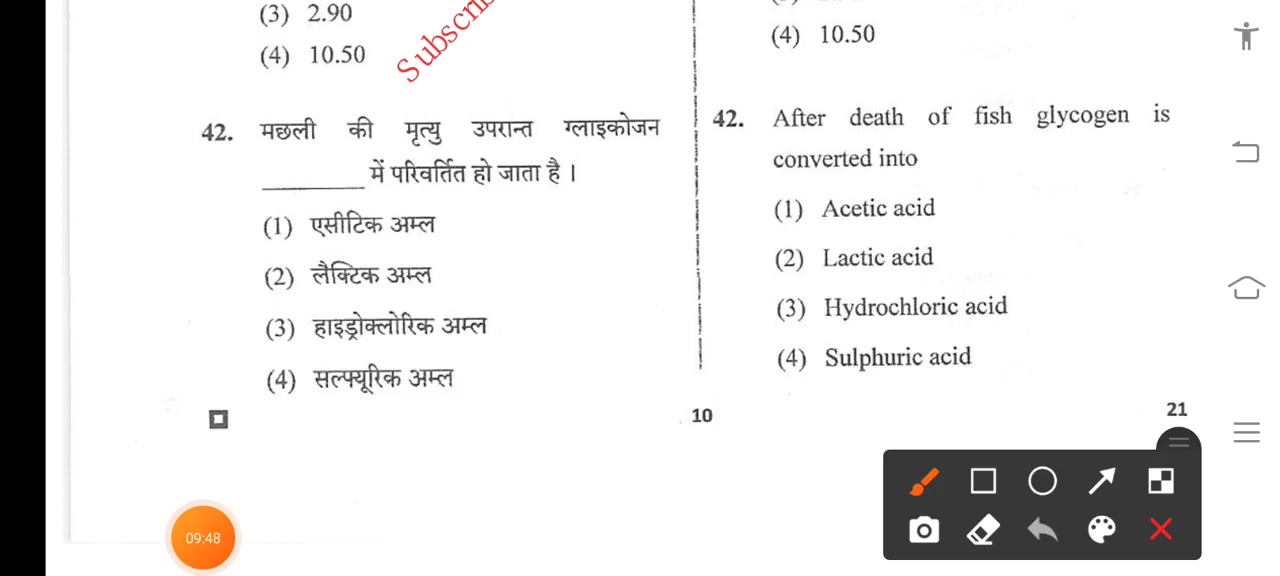 (3) 2.90
(4) 10.50
42. मछली की मृत्यु उपरान्त ग्लाइकोजन
________ में परिवर्तित हो जाता है ।
(1) एसीटिक अम्ल
(2) लैक्टिक अम्ल
(3) हाइड्रोक्लोरिक अम्ल
(4) सल्फ्यूरिक अम्ल
(4) 10.50
42. After death of fish glycogen is
converted into
(1) Acetic acid
(2) Lactic acid
(3) Hydrochloric acid
(4) Sulphuric acid
10
21
09:48